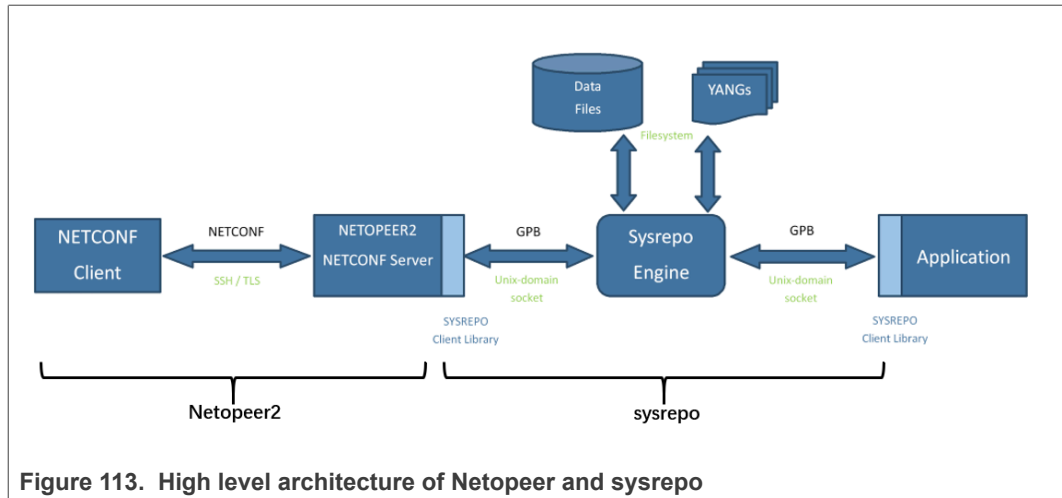 Data
Files
YANGs
Filesystem
NETCONF
Client
NETCONF
SSH / TLS
NETOPEER2
NETCONF Server
GPB
Unix-domain
socket
Sysrepo
Engine
GPB
Unix-domain
socket
Application
SYSREPO
Client Library
SYSREPO
Client Library
Netopeer2
sysrepo
Figure 113. High level architecture of Netopeer and sysrepo